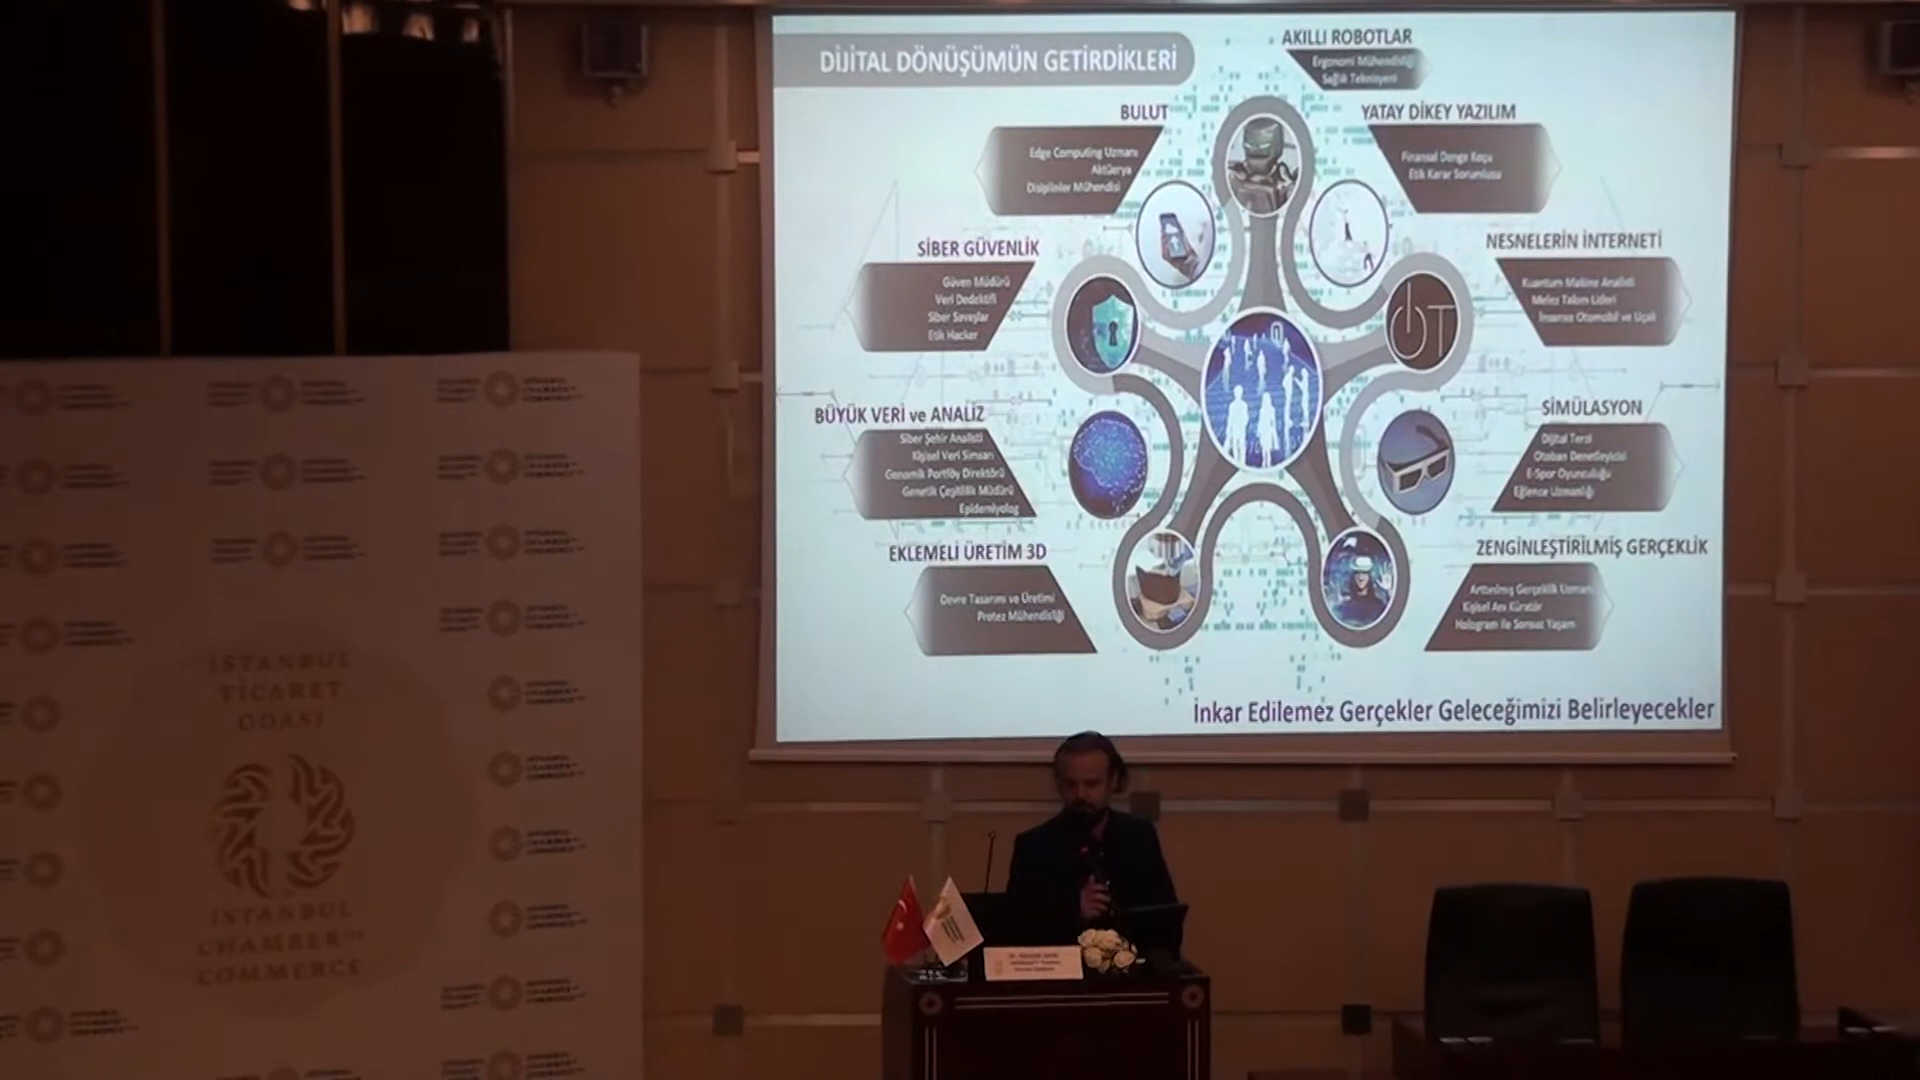 DİJİTAL DÖNÜŞÜMÜN GETİRDİKLERİ
AKILLI ROBOTLAR
Ergonomi Mühendisliği
Sağlık Teknisyeni
BULUT
Edge Computing Uzmanı
Aktüerya
Disiplinler Mühendisi
YATAY DİKEY YAZILIM
Finansal Denge Koçu
Etik Karar Sorumlusu
SİBER GÜVENLİK
Güven Müdürü
Veri Dedektifi
Siber Savaşlar
Etik Hacker
NESNELERİN İNTERNETİ
Kuantum Makine Analisti
Melez Takım Lideri
İnsansız Otomobil ve Uçak
OT
BÜYÜK VERİ ve ANALİZ
Siber Şehir Analisti
Kişisel Veri Simsarı
Genomik Portföy Direktörü
Genetik Çeşitlilik Müdürü
Epidemiyolog
SİMÜLASYON
Dijital Terzi
Otoban Denetleyicisi
E-Spor Oyunculuğu
Eğlence Uzmanlığı
EKLEMELİ ÜRETİM 3D
Devre Tasarımı ve Üretimi
Protez Mühendisliği
ZENGİNLEŞTİRİLMİŞ GERÇEKLİK
Arttırılmış Gerçeklik Uzmanı
Kişisel Anı Küratör
Hologram ile Sonsuz Yaşam
İnkar Edilemez Gerçekler Geleceğimizi Belirleyecekler
İSTANBUL
TİCARET
ODASI
İSTANBUL
CHAMBER OF
COMMERCE